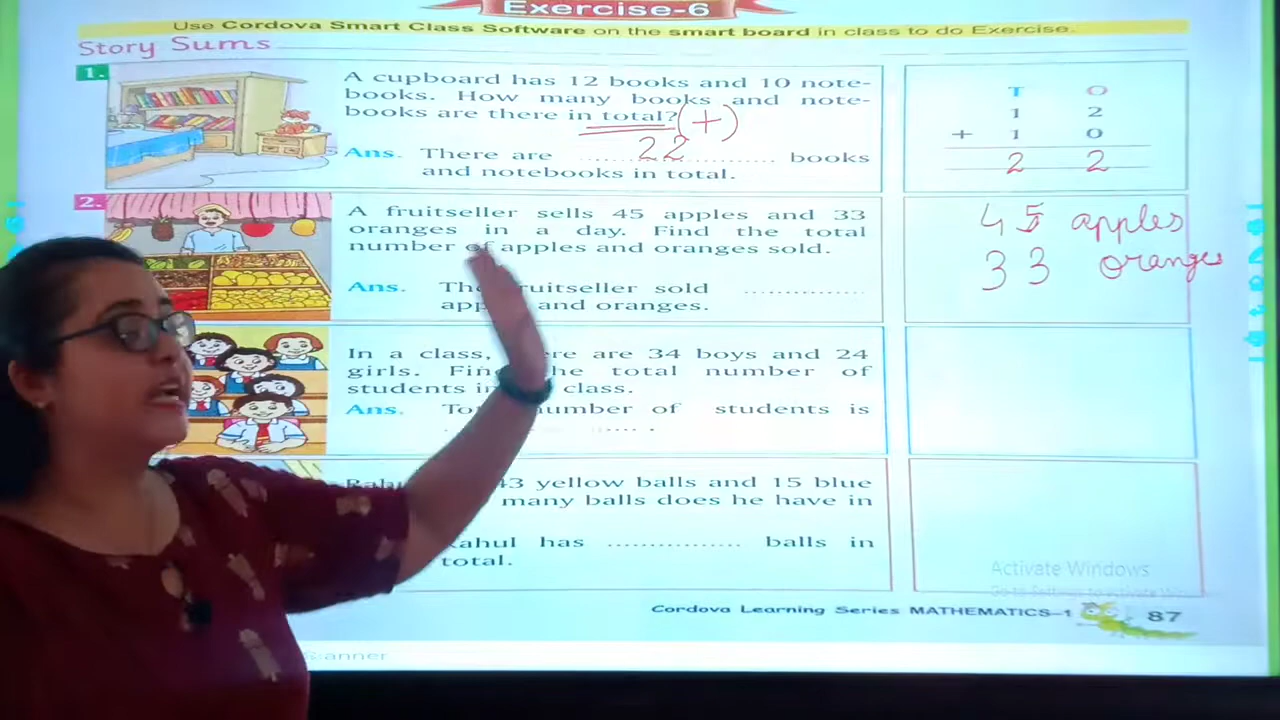 Exercise-6
Use Cordova Smart Class Software on the smart board in class to do Exercise.
Story Sums
1.
A cupboard has 12 books and 10 note-
books. How many books and note-
books are there in total? (+)
Ans. There are 22 books
and notebooks in total.
T O
1 2
+ 1 0
2 2
2.
A fruitseller sells 45 apples and 33
oranges in a day. Find the total
number of apples and oranges sold.
Ans. The fruitseller sold ..............
and oranges.
45 apples
33 oranges
In a class, are 34 boys and 24
girls. the total number of
students in class.
Ans. number of students is
43 yellow balls and 15 blue
many balls does he have in
Rahul has ................ balls in
total.
Activate Windows
Cordova Learning Series MATHEMATICS-1
87